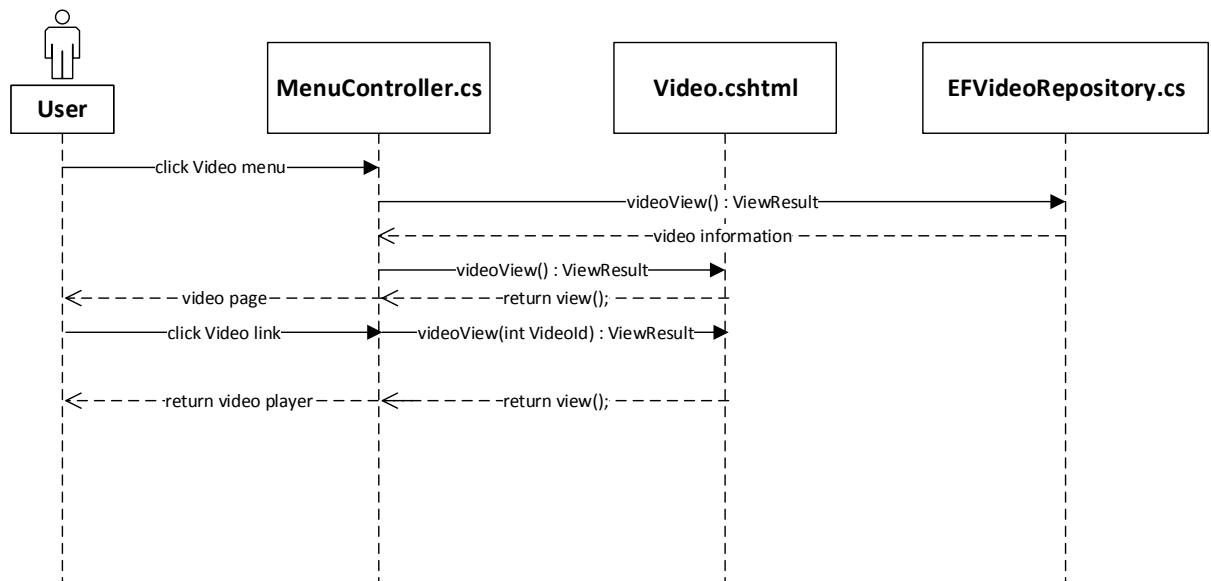 User
MenuController.cs
Video.cshtml
EFVideoRepository.cs
click Video menu
videoView() : ViewResult
video information
videoView() : ViewResult
video page
return view();
click Video link
videoView(int VideoId) : ViewResult
return video player
return view();